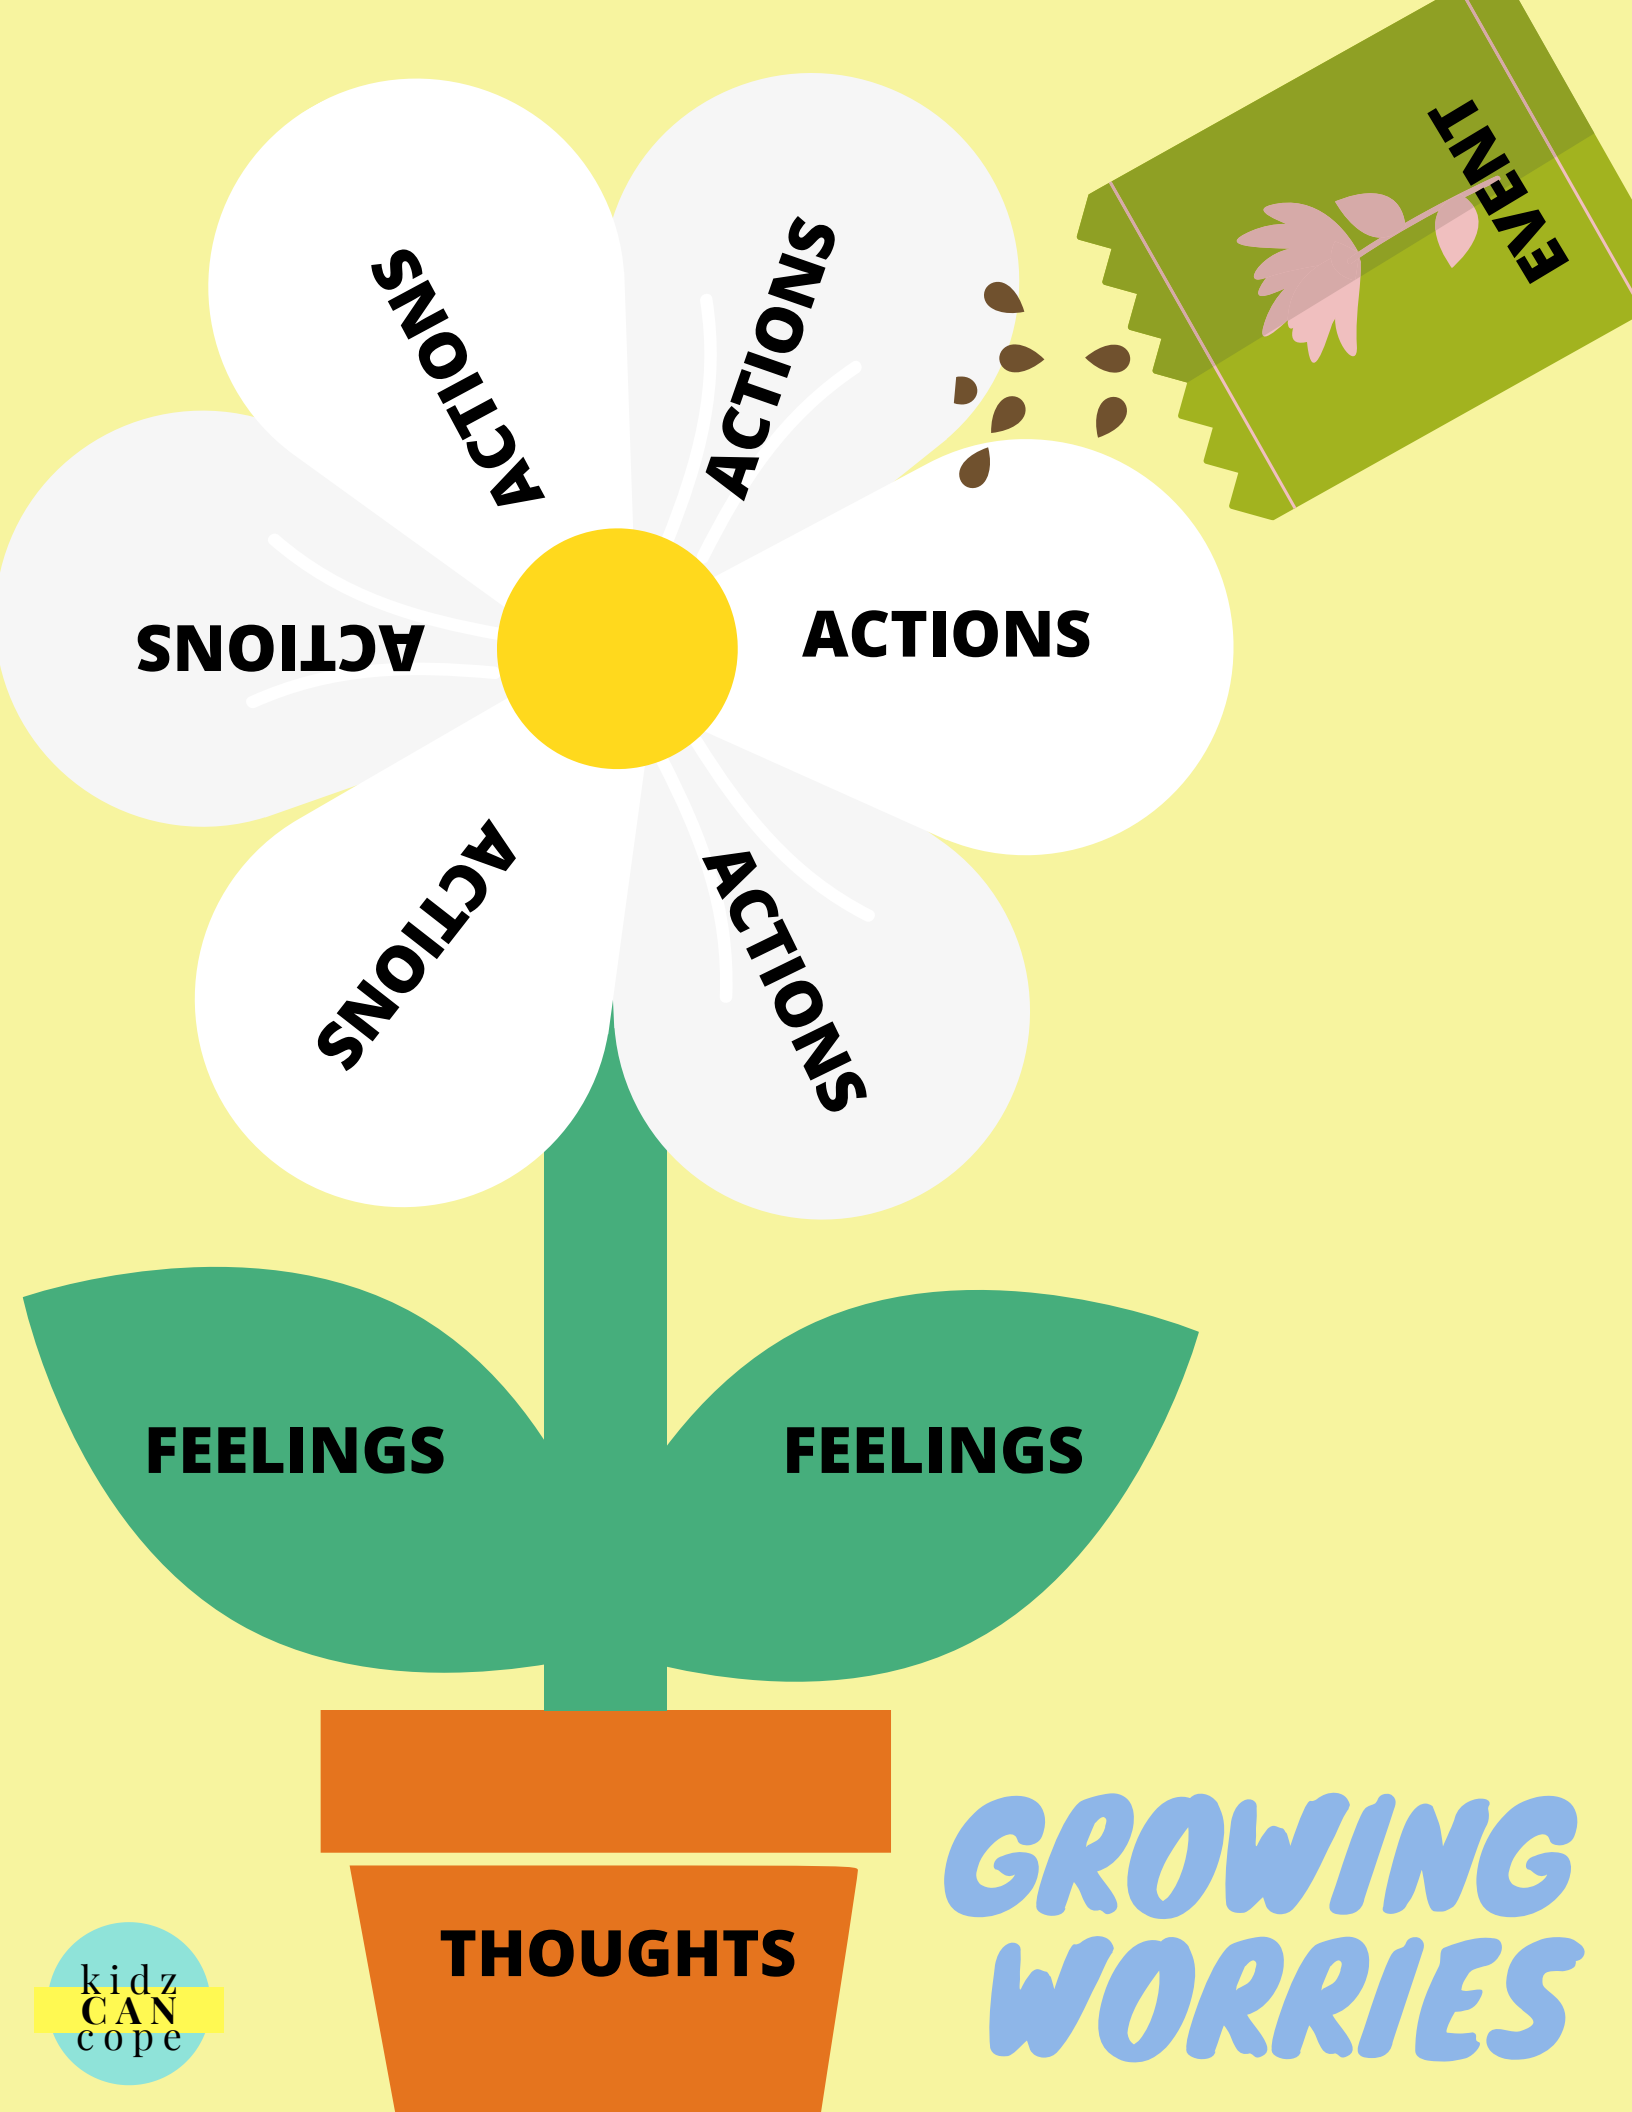 EVENT
ACTIONS
ACTIONS
ACTIONS
ACTIONS
ACTIONS
ACTIONS
FEELINGS
FEELINGS
THOUGHTS
GROWING
WORRIES
kidz
CAN
cope